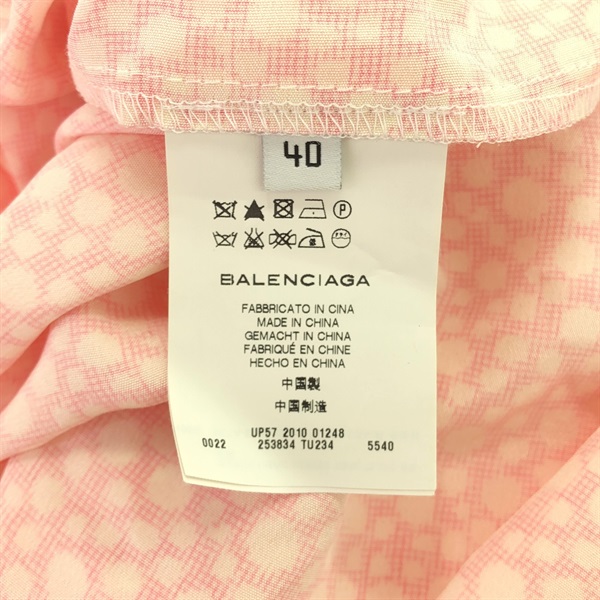 40
P
BALENCIAGA
FABBRICATO IN CINA
MADE IN CHINA
GEMACHT IN CHINA
FABRIQUÉ EN CHINE
HECHO EN CHINA
中国製
中国制造
UP57 2010 01248
0022 253834 TU234 5540